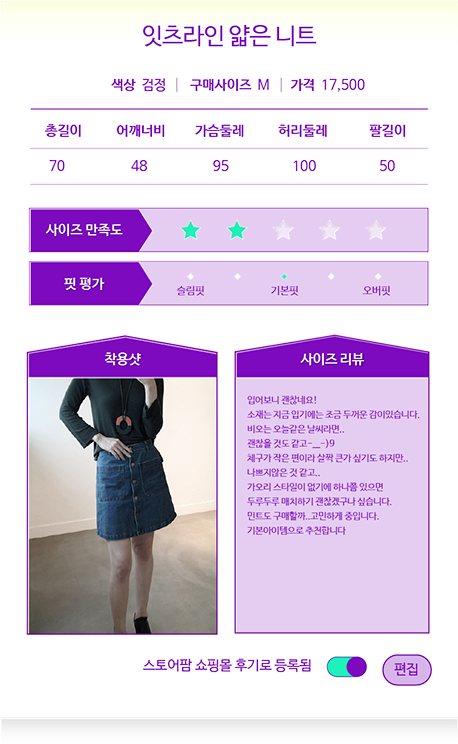 잇츠라인 얇은 니트
색상 검정 | 구매사이즈 M | 가격 17,500
총길이 어깨너비 가슴둘레 허리둘레 팔길이
70 48 95 100 50
사이즈 만족도
핏 평가
슬림핏 기본핏 오버핏
착용샷
사이즈 리뷰
입어보니 괜찮네요!
소재는 지금 입기에는 조금 두꺼운 감이있습니다.
비오는 오늘같은 날씨라면..
괜찮을 것도 같고~__~)9
체구가 작은 편이라 살짝 큰가 싶기도 하지만..
나쁘지않은 것 같고..
가오리 스타일이 없기에 하나쯤 있으면
두루두루 매치하기 괜찮겠구나 싶습니다.
민트도 구매할까..고민하게 중입니다.
기본아이템으로 추천합니다
스토어팜 쇼핑몰 후기로 등록됨
편집